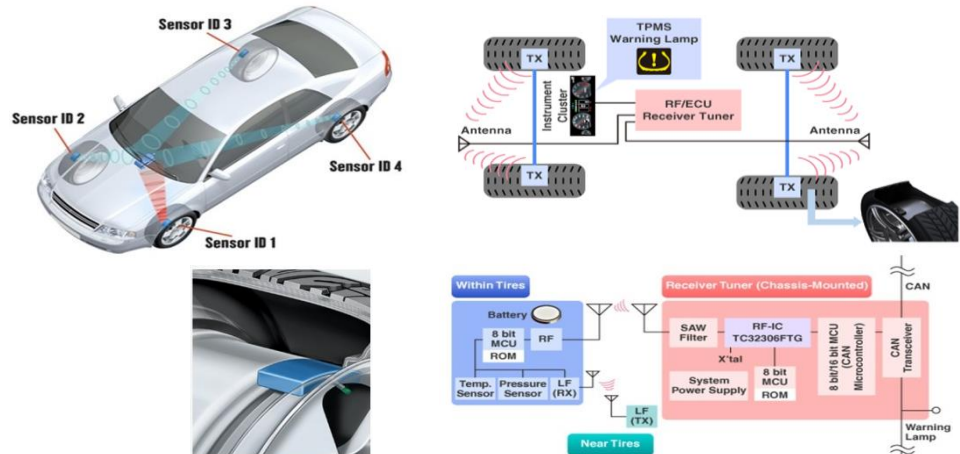 Sensor ID 3
Sensor ID 2
Sensor ID 4
Sensor ID 1
TPMS
Warning Lamp
TX
TX
Instrument
Cluster
RF/ECU
Receiver Tuner
Antenna
Antenna
TX
TX
Within Tires
Battery
8 bit
MCU
ROM
RF
Temp.
Sensor
Pressure
Sensor
LF
(RX)
LF
(TX)
Near Tires
Receiver Tuner (Chassis-Mounted)
CAN
SAW
Filter
RF-IC
TC32306FTG
X'tal
8 bit
MCU
ROM
System
Power Supply
8 bit/16 bit MCU
(CAN
Microcontroller)
CAN
Transceiver
Warning
Lamp